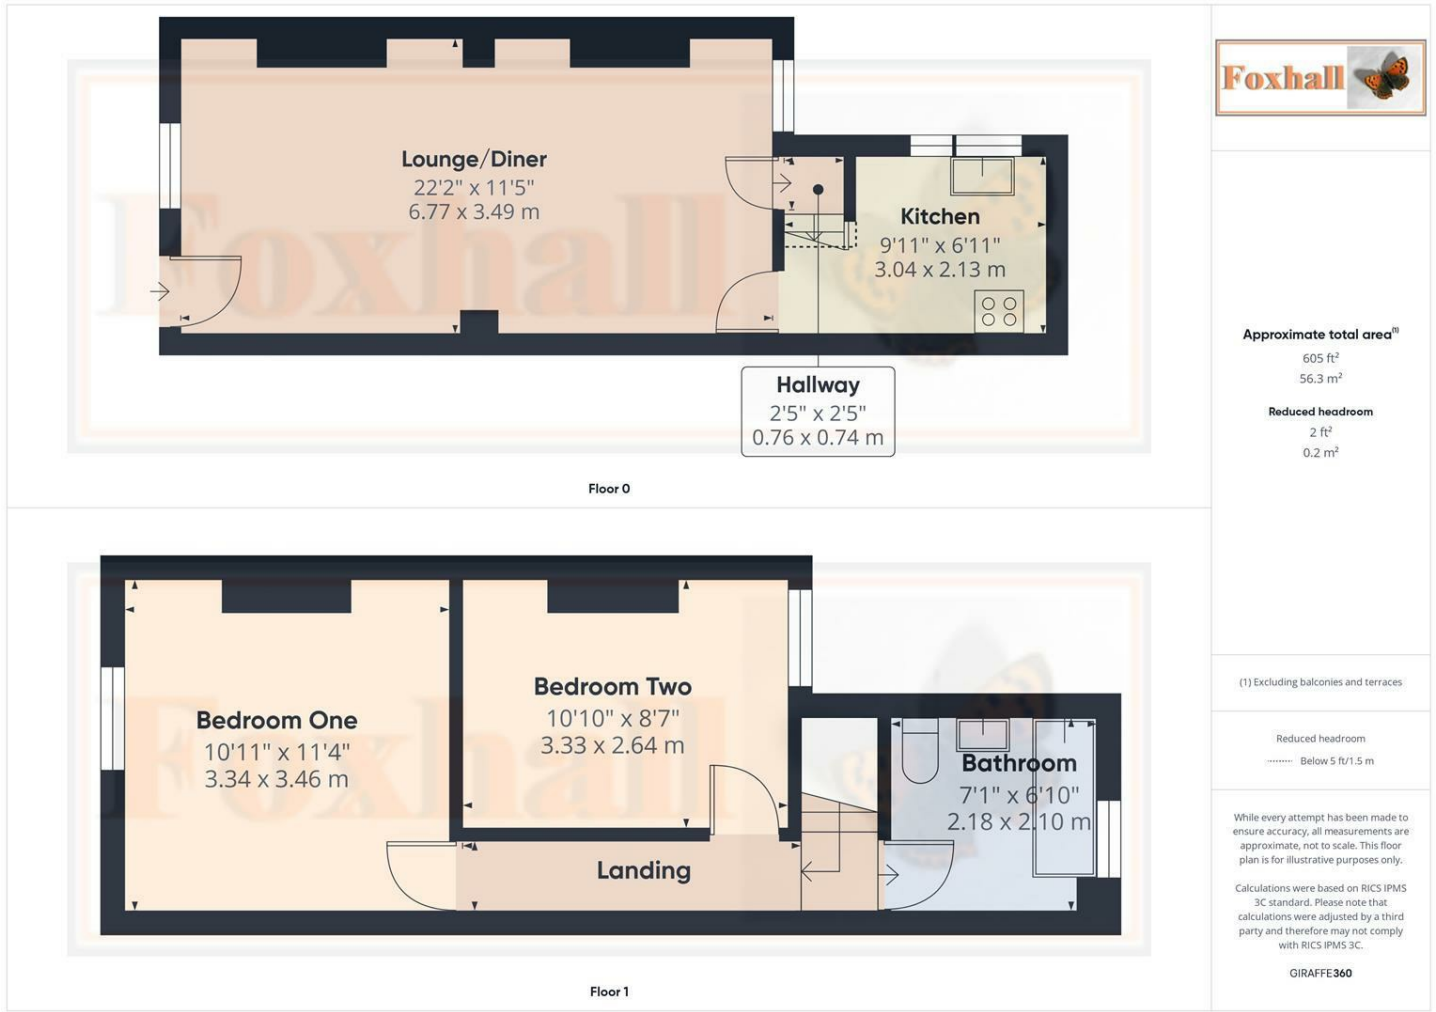 Foxhall
Lounge/Diner
22'2" x 11'5"
6.77 x 3.49 m
Kitchen
9'11" x 6'11"
3.04 x 2.13 m
Hallway
2'5" x 2'5"
0.76 x 0.74 m
Foxhall
Floor 0
Bedroom One
10'11" x 11'4"
3.34 x 3.46 m
Bedroom Two
10'10" x 8'7"
3.33 x 2.64 m
Bathroom
7'1" x 6'10"
2.18 x 2.10 m
Landing
Foxhall
Floor 1
Approximate total area(1)
605 ft²
56.3 m²
Reduced headroom
2 ft²
0.2 m²
(1) Excluding balconies and terraces
Reduced headroom
Below 5 ft/1.5 m
While every attempt has been made to
ensure accuracy, all measurements are
approximate, not to scale. This floor
plan is for illustrative purposes only.
Calculations were based on RICS IPMS
3C standard. Please note that
calculations were adjusted by a third
party and therefore may not comply
with RICS IPMS 3C.
GIRAFFE360